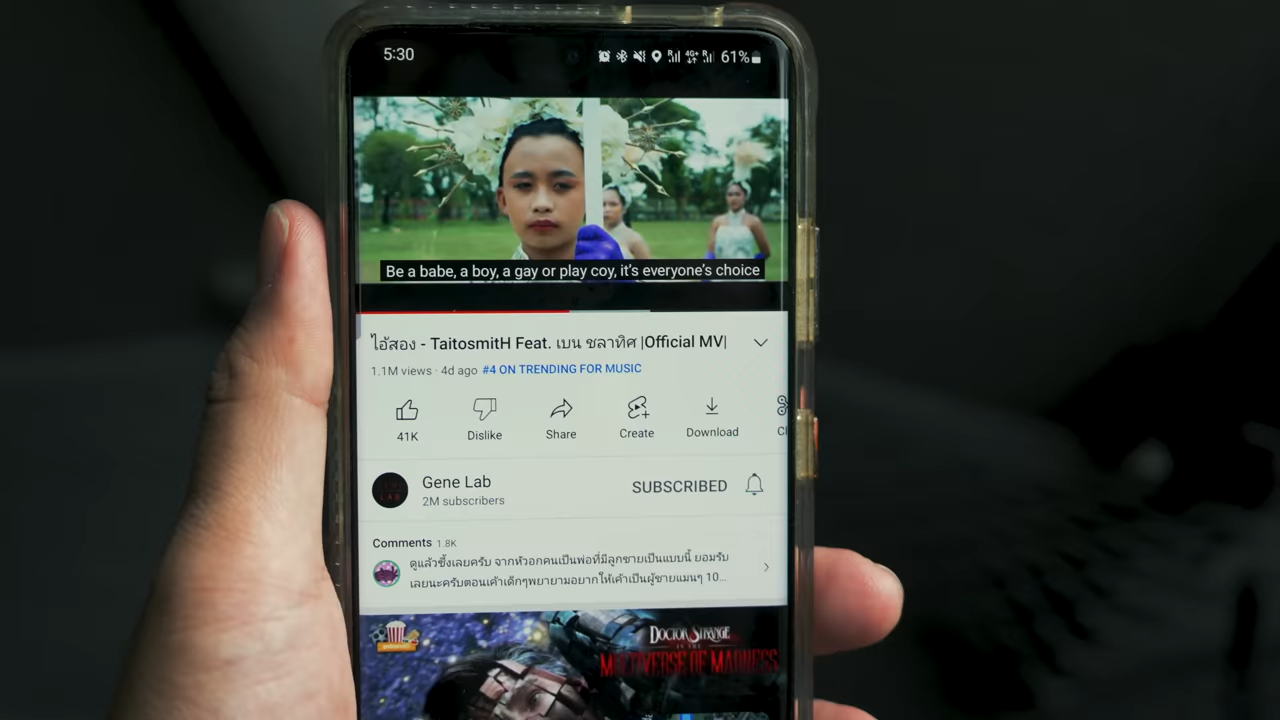 5:30
4G+
61%
Be a babe, a boy, a gay or play coy, it's everyone's choice
ไอ้สอง - TaitosmitH Feat. เบน ชลาทิศ |Official MV|
1.1M views · 4d ago #4 ON TRENDING FOR MUSIC
41K Dislike Share Create Download Cl
Gene Lab
2M subscribers
SUBSCRIBED
Comments 1.8K
ดูแล้วซึ้งเลยครับ จากหัวอกคนเป็นพ่อที่มีลูกชายเป็นแบบนี้ ยอมรับ
เลยนะครับตอนเค้าเด็กๆพยายามอยากให้เค้าเป็นผู้ชายแมนๆ 10...
DOCTOR STRANGE
IN THE
MULTIVERSE OF MADNESS